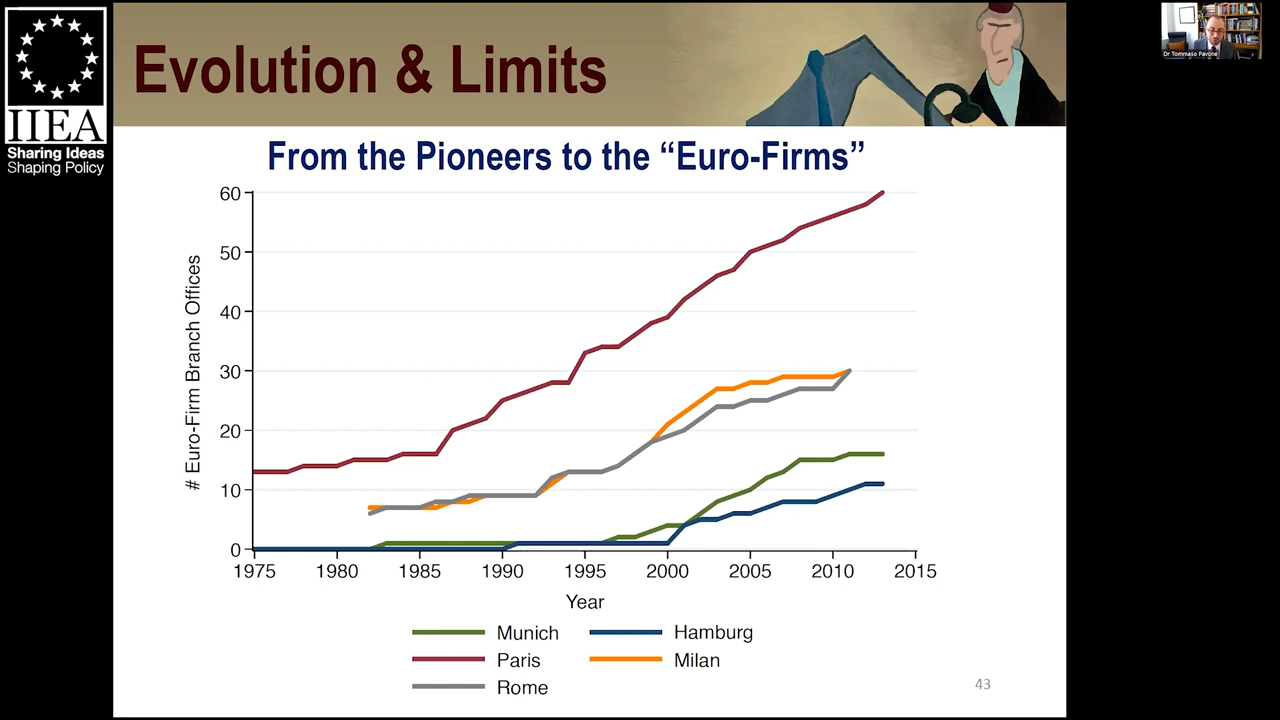 IIEA
Sharing Ideas
Shaping Policy
Evolution & Limits
Dr Tommaso Pavone
From the Pioneers to the “Euro-Firms”
# Euro-Firm Branch Offices
60
50
40
30
20
10
0
1975 1980 1985 1990 1995 2000 2005 2010 2015
Year
Munich Hamburg
Paris Milan
Rome
43